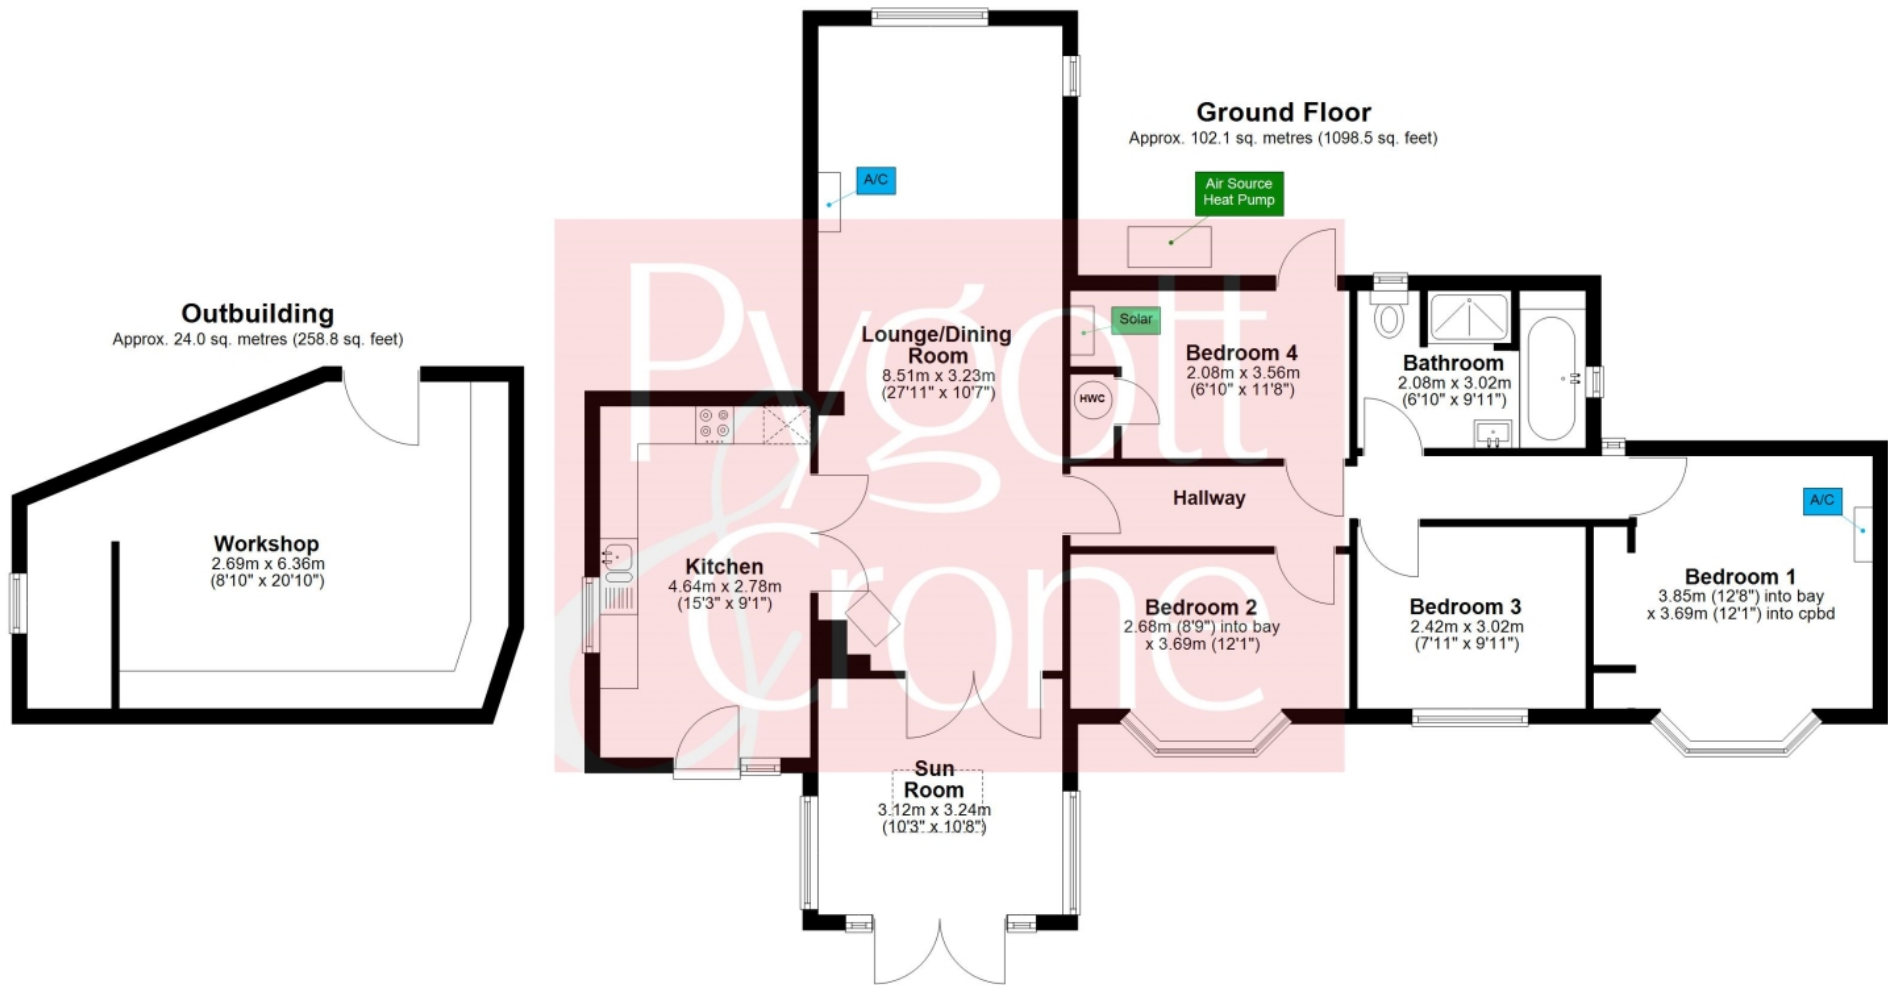 Ground Floor
Approx. 102.1 sq. metres (1098.5 sq. feet)
A/C
Air Source
Heat Pump
Outbuilding
Approx. 24.0 sq. metres (258.8 sq. feet)
Solar
Lounge/Dining
Room
8.51m x 3.23m
(27'11" x 10'7")
Bedroom 4
2.08m x 3.56m
(6'10" x 11'8")
Bathroom
2.08m x 3.02m
(6'10" x 9'11")
HWC
Hallway
A/C
Workshop
2.69m x 6.36m
(8'10" x 20'10")
Kitchen
4.64m x 2.78m
(15'3" x 9'1")
Bedroom 2
2.68m (8'9") into bay
x 3.69m (12'1")
Bedroom 3
2.42m x 3.02m
(7'11" x 9'11")
Bedroom 1
3.85m (12'8") into bay
x 3.69m (12'1") into cpbd
Sun
Room
3.12m x 3.24m
(10'3" x 10'8")
Pygott
& Crone